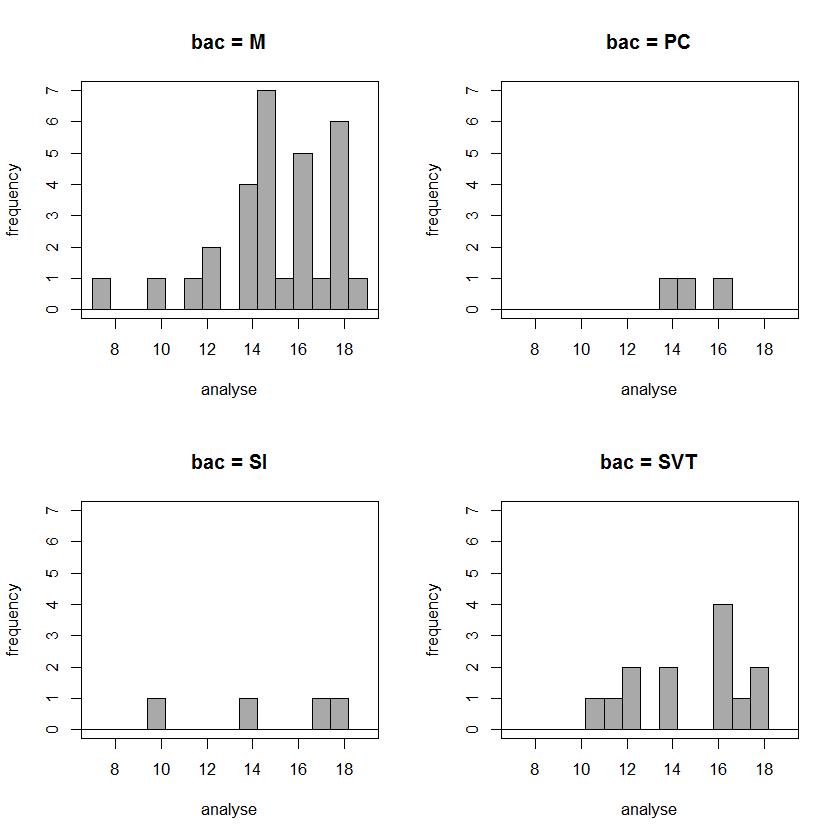 bac = M
frequency
0 1 2 3 4 5 6 7
8 10 12 14 16 18
analyse
bac = PC
frequency
0 1 2 3 4 5 6 7
8 10 12 14 16 18
analyse
bac = SI
frequency
0 1 2 3 4 5 6 7
8 10 12 14 16 18
analyse
bac = SVT
frequency
0 1 2 3 4 5 6 7
8 10 12 14 16 18
analyse